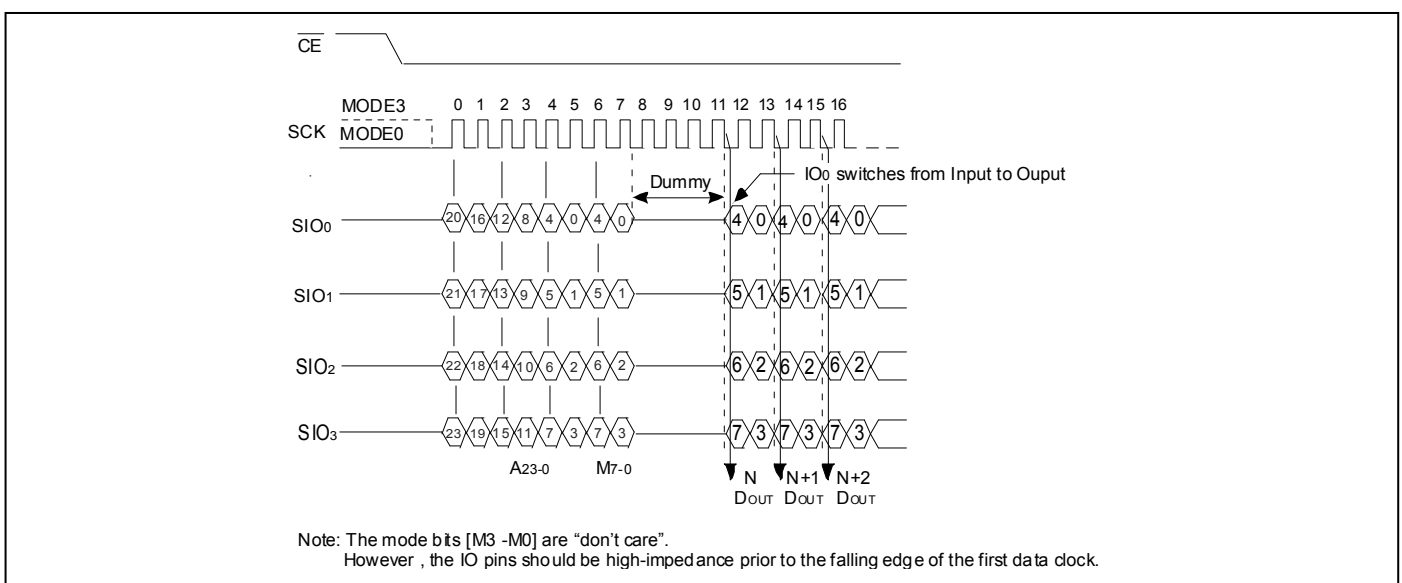 CE
MODE3 0 1 2 3 4 5 6 7 8 9 10 11 12 13 14 15 16
SCK MODE0
Dummy
IO0 switches from Input to Ouput
SIO0 20 16 12 8 4 0 4 0 4 0 4 0 4 0
SIO1 21 17 13 9 5 1 5 1 5 1 5 1 5 1
SIO2 22 18 14 10 6 2 6 2 6 2 6 2 6 2
SIO3 23 19 15 11 7 3 7 3 7 3 7 3 7 3
A23-0 M7-0
N N+1 N+2
DOUT DOUT DOUT
Note: The mode bits [M3 -M0] are “don’t care”.
However , the IO pins should be high-impedance prior to the falling edge of the first data clock.